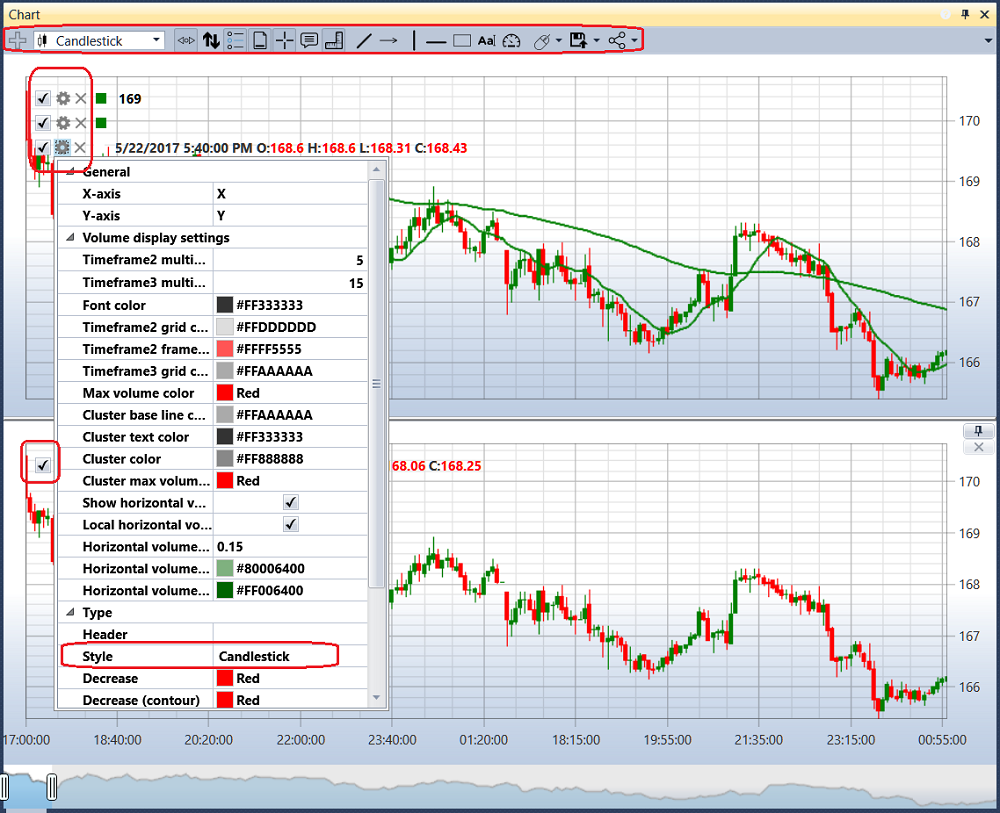 Chart
Candlestick
Aa
169
5/22/2017 5:40:00 PM O:168.6 H:168.6 L:168.31 C:168.43
General
X-axis X
Y-axis Y
Volume display settings
Timeframe2 multi... 5
Timeframe3 multi... 15
Font color #FF333333
Timeframe2 grid c... #FFDDDDDD
Timeframe2 frame... #FFFF5555
Timeframe3 grid c... #FFAAAAAA
Max volume color Red
Cluster base line c... #FFAAAAAA
Cluster text color #FF333333
Cluster color #FF888888
Cluster max volum... Red
Show horizontal v...
Local horizontal vo...
Horizontal volume... 0.15
Horizontal volume... #80006400
Horizontal volume... #FF006400
Type
Header
Style Candlestick
Decrease Red
Decrease (contour) Red
170
169
168
167
166
68.06 C:168.25
170
169
168
167
166
17:00:00 18:40:00 20:20:00 22:00:00 23:40:00 01:20:00 18:15:00 19:55:00 21:35:00 23:15:00 00:55:00